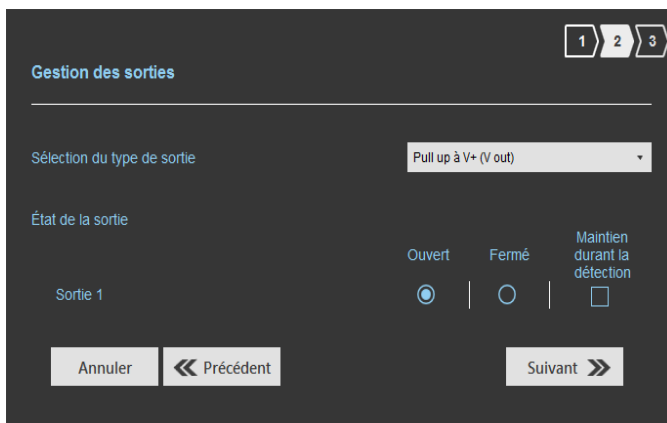 1 2 3
Gestion des sorties
Sélection du type de sortie
Pull up à V+ (V out)
État de la sortie
Ouvert
Fermé
Maintien
durant la
détection
Sortie 1
Annuler
Précédent
Suivant